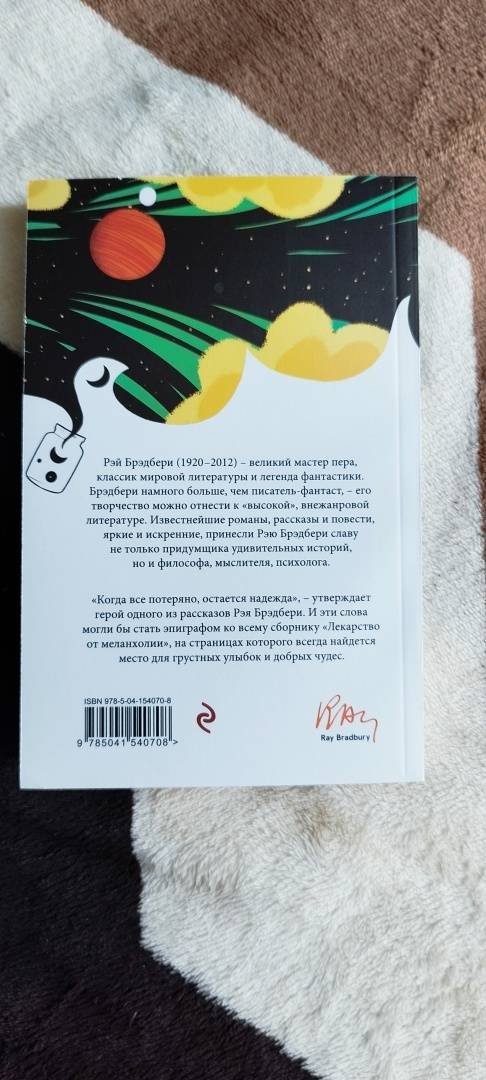 Рэй Брэдбери (1920–2012) – великий мастер пера,
классик мировой литературы и легенда фантастики.
Брэдбери намного больше, чем писатель-фантаст, – его
творчество можно отнести к «высокой», внежанровой
литературе. Известнейшие романы, рассказы и повести,
яркие и искренние, принесли Рэю Брэдбери славу
не только придумщика удивительных историй,
но и философа, мыслителя, психолога.
«Когда все потеряно, остается надежда», – утверждает
герой одного из рассказов Рэя Брэдбери. И эти слова
могли бы стать эпиграфом ко всему сборнику «Лекарство
от меланхолии», на страницах которого всегда найдется
место для грустных улыбок и добрых чудес.
ISBN 978-5-04-154070-8
9 785041 540708 >
RAY
Ray Bradbury